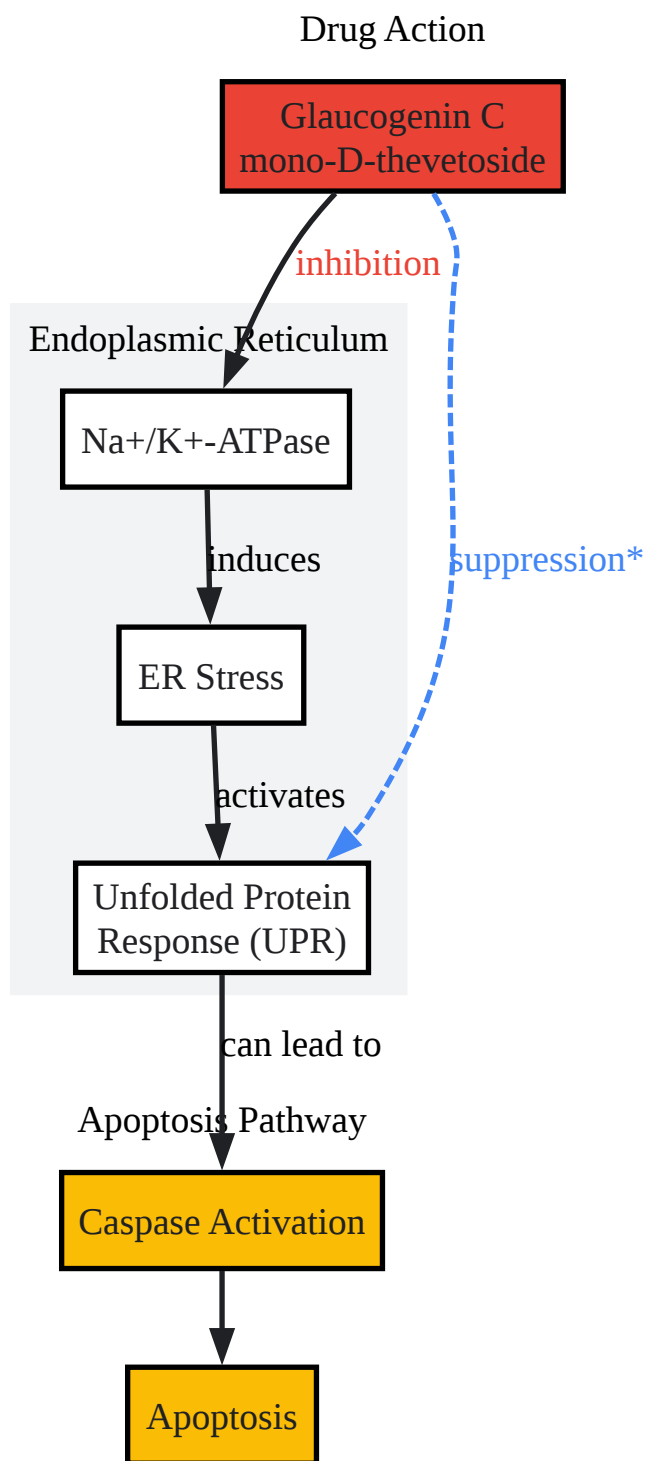 Drug Action
Glaucogenin C
mono-D-thevetoside
inhibition
Endoplasmic Reticulum
Na+/K+-ATPase
induces
suppression*
ER Stress
activates
Unfolded Protein
Response (UPR)
can lead to
Apoptosis Pathway
Caspase Activation
Apoptosis